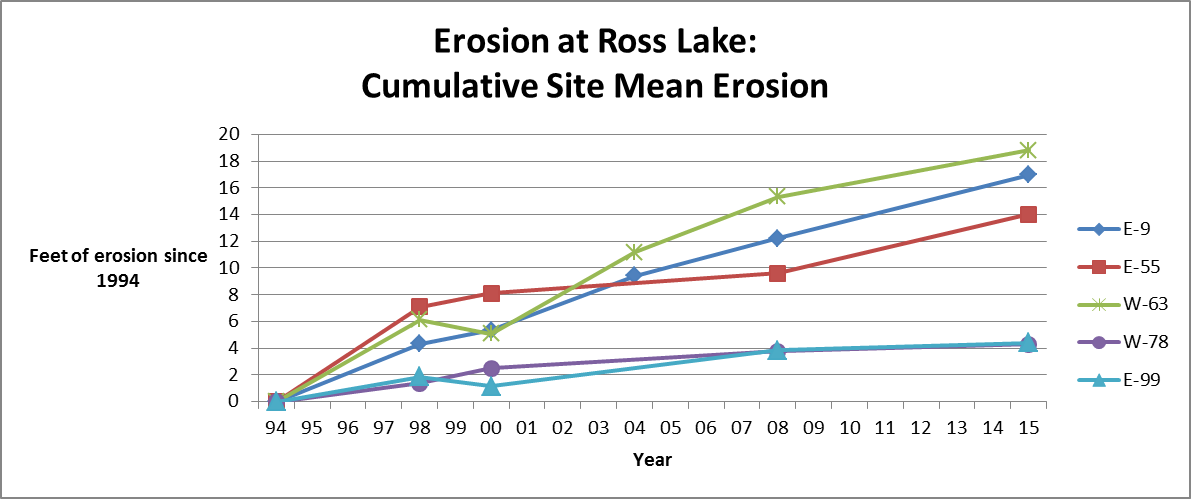 Erosion at Ross Lake:
Cumulative Site Mean Erosion
20
18
16
14
12
10
8
6
4
2
0
Feet of erosion since
1994
94 95 96 97 98 99 00 01 02 03 04 05 06 07 08 09 10 11 12 13 14 15
Year
E-9
E-55
W-63
W-78
E-99